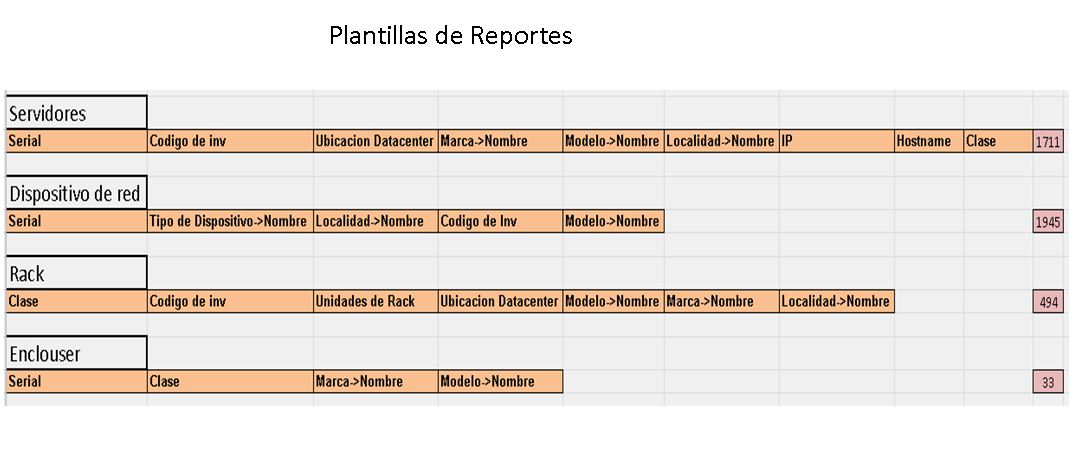 Plantillas de Reportes
Servidores
Serial Codigo de inv Ubicacion Datacenter Marca->Nombre Modelo->Nombre Localidad->Nombre IP Hostname Clase 1711
Dispositivo de red
Serial Tipo de Dispositivo->Nombre Localidad->Nombre Codigo de Inv Modelo->Nombre 1945
Rack
Clase Codigo de inv Unidades de Rack Ubicacion Datacenter Modelo->Nombre Marca->Nombre Localidad->Nombre 494
Enclouser
Serial Clase Marca->Nombre Modelo->Nombre 33